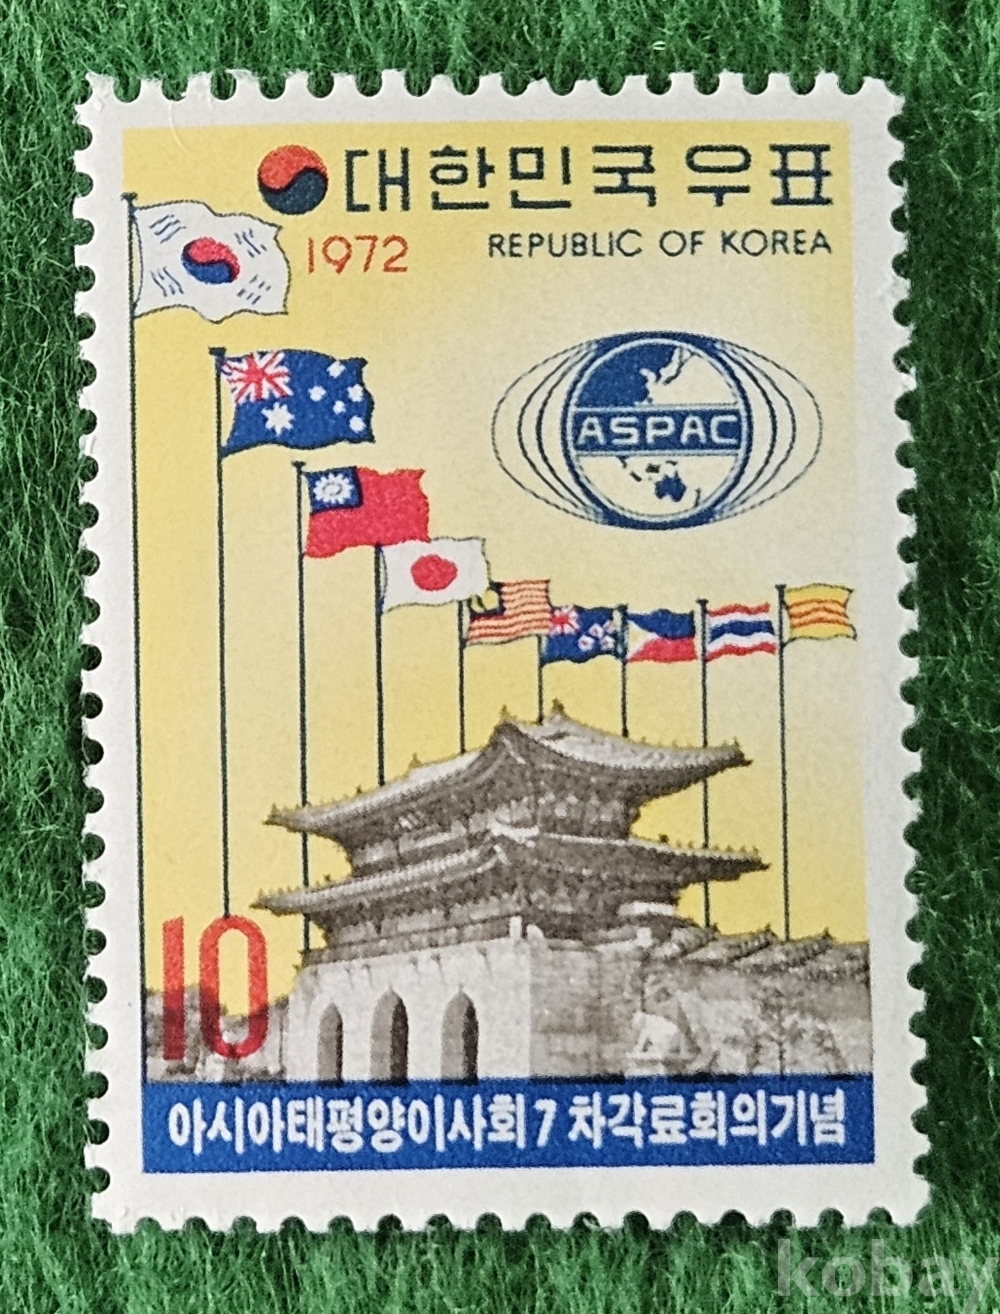 대한민국우표
1972 REPUBLIC OF KOREA
ASPAC
10
아시아태평양이사회 7 차각료회의기념
kobay